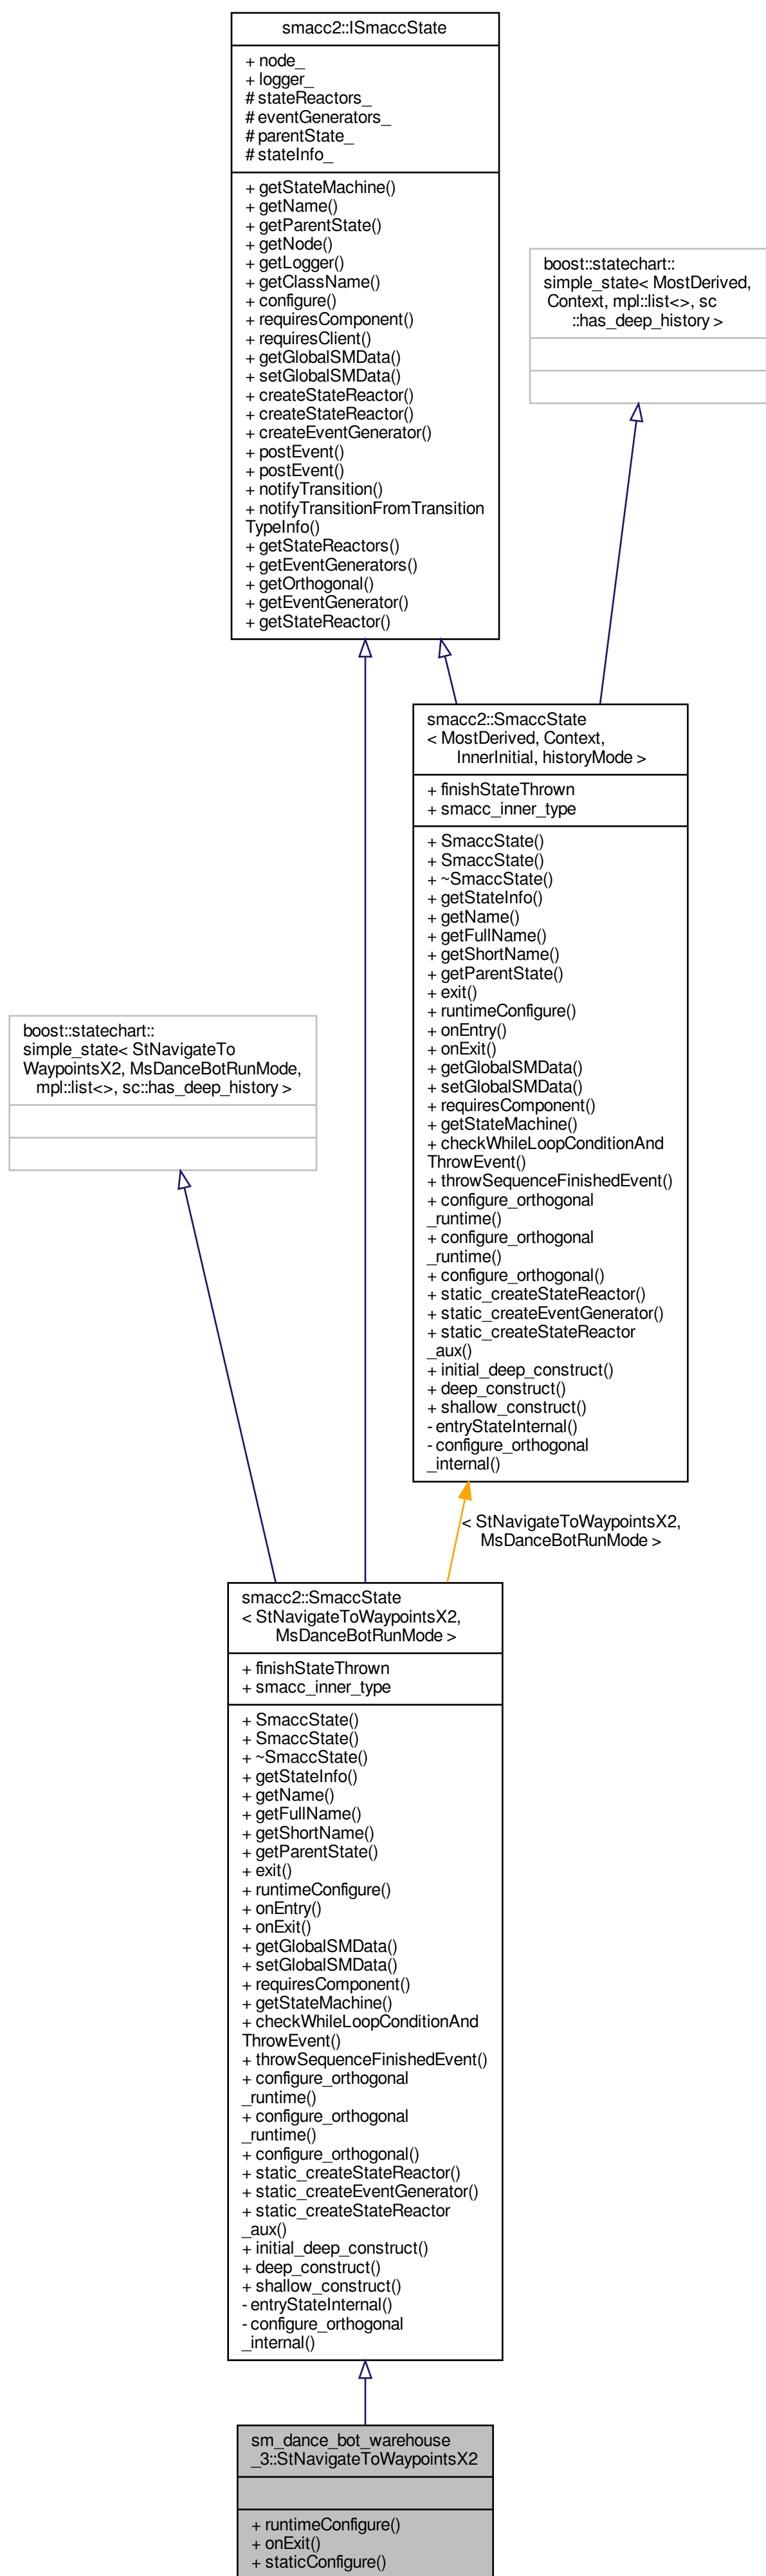 smacc2::ISmaccState
+ node_
+ logger_
# stateReactors_
# eventGenerators_
# parentState_
# stateInfo_
+ getStateMachine()
+ getName()
+ getParentState()
+ getNode()
+ getLogger()
+ getClassName()
+ configure()
+ requiresComponent()
+ requiresClient()
+ getGlobalSMData()
+ setGlobalSMData()
+ createStateReactor()
+ createStateReactor()
+ createEventGenerator()
+ postEvent()
+ postEvent()
+ notifyTransition()
+ notifyTransitionFromTransition
TypeInfo()
+ getStateReactors()
+ getEventGenerators()
+ getOrthogonal()
+ getEventGenerator()
+ getStateReactor()
boost::statechart::
simple_state< MostDerived,
Context, mpl::list<>, sc
::has_deep_history >
smacc2::SmaccState
< MostDerived, Context,
InnerInitial, historyMode >
+ finishStateThrown
+ smacc_inner_type
+ SmaccState()
+ SmaccState()
+ ~SmaccState()
+ getStateInfo()
+ getName()
+ getFullName()
+ getShortName()
+ getParentState()
+ exit()
+ runtimeConfigure()
+ onEntry()
+ onExit()
+ getGlobalSMData()
+ setGlobalSMData()
+ requiresComponent()
+ getStateMachine()
+ checkWhileLoopConditionAnd
ThrowEvent()
+ throwSequenceFinishedEvent()
+ configure_orthogonal
_runtime()
+ configure_orthogonal
_runtime()
+ configure_orthogonal()
+ static_createStateReactor()
+ static_createEventGenerator()
+ static_createStateReactor
_aux()
+ initial_deep_construct()
+ deep_construct()
+ shallow_construct()
- entryStateInternal()
- configure_orthogonal
_internal()
boost::statechart::
simple_state< StNavigateTo
WaypointsX2, MsDanceBotRunMode,
mpl::list<>, sc::has_deep_history >
< StNavigateToWaypointsX2,
MsDanceBotRunMode >
smacc2::SmaccState
< StNavigateToWaypointsX2,
MsDanceBotRunMode >
+ finishStateThrown
+ smacc_inner_type
+ SmaccState()
+ SmaccState()
+ ~SmaccState()
+ getStateInfo()
+ getName()
+ getFullName()
+ getShortName()
+ getParentState()
+ exit()
+ runtimeConfigure()
+ onEntry()
+ onExit()
+ getGlobalSMData()
+ setGlobalSMData()
+ requiresComponent()
+ getStateMachine()
+ checkWhileLoopConditionAnd
ThrowEvent()
+ throwSequenceFinishedEvent()
+ configure_orthogonal
_runtime()
+ configure_orthogonal
_runtime()
+ configure_orthogonal()
+ static_createStateReactor()
+ static_createEventGenerator()
+ static_createStateReactor
_aux()
+ initial_deep_construct()
+ deep_construct()
+ shallow_construct()
- entryStateInternal()
- configure_orthogonal
_internal()
sm_dance_bot_warehouse
_3::StNavigateToWaypointsX2
+ runtimeConfigure()
+ onExit()
+ staticConfigure()